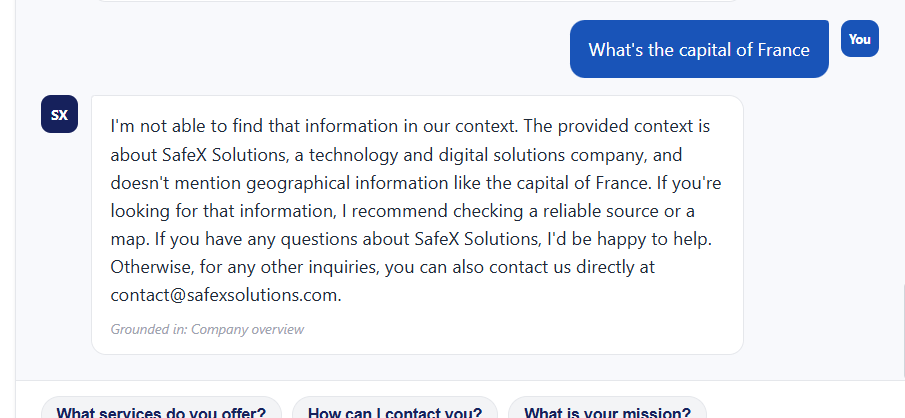 What's the capital of France
You
SX
I'm not able to find that information in our context. The provided context is
about SafeX Solutions, a technology and digital solutions company, and
doesn't mention geographical information like the capital of France. If you're
looking for that information, I recommend checking a reliable source or a
map. If you have any questions about SafeX Solutions, I'd be happy to help.
Otherwise, for any other inquiries, you can also contact us directly at
contact@safexsolutions.com.
Grounded in: Company overview
What services do you offer?
How can I contact you?
What is your mission?